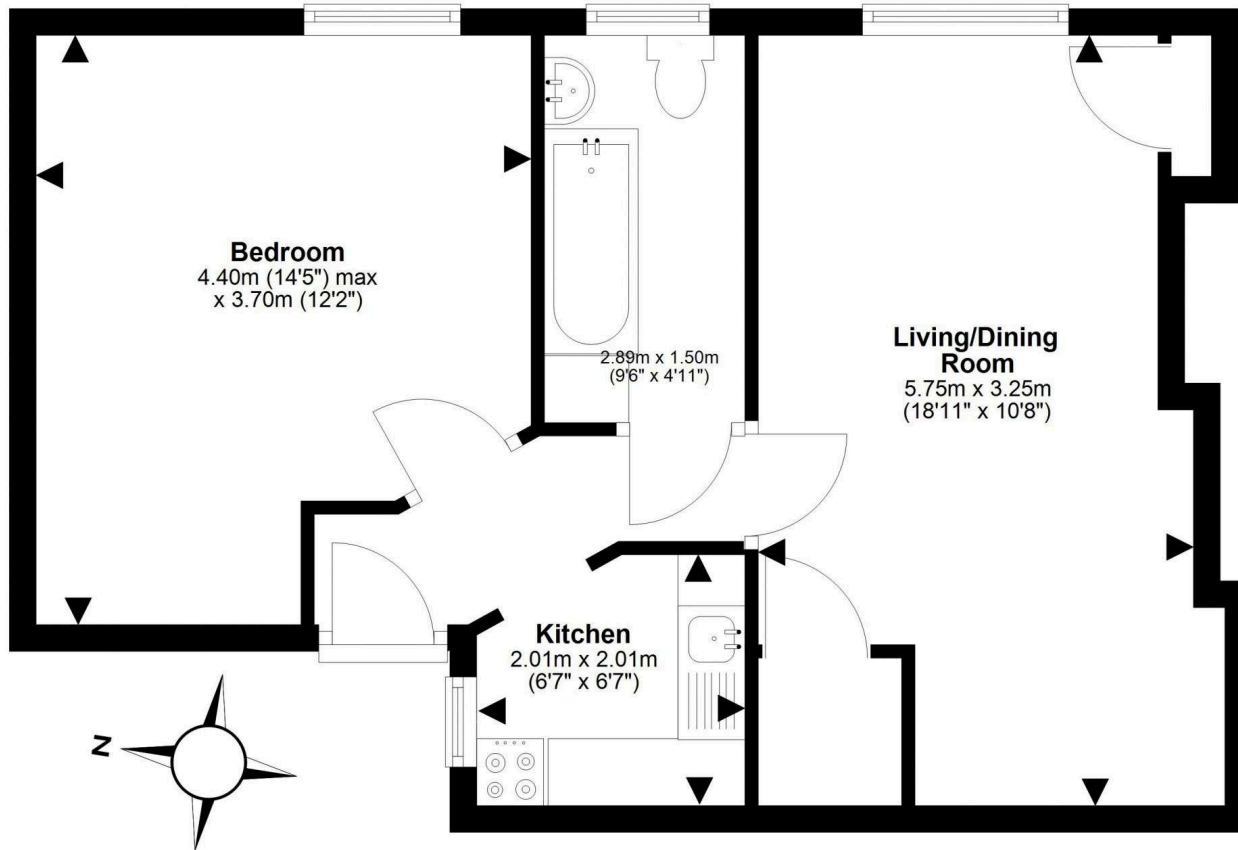 Bedroom
4.40m (14'5") max
x 3.70m (12'2")
2.89m x 1.50m
(9'6" x 4'11")
Living/Dining
Room
5.75m x 3.25m
(18'11" x 10'8")
Kitchen
2.01m x 2.01m
(6'7" x 6'7")
N